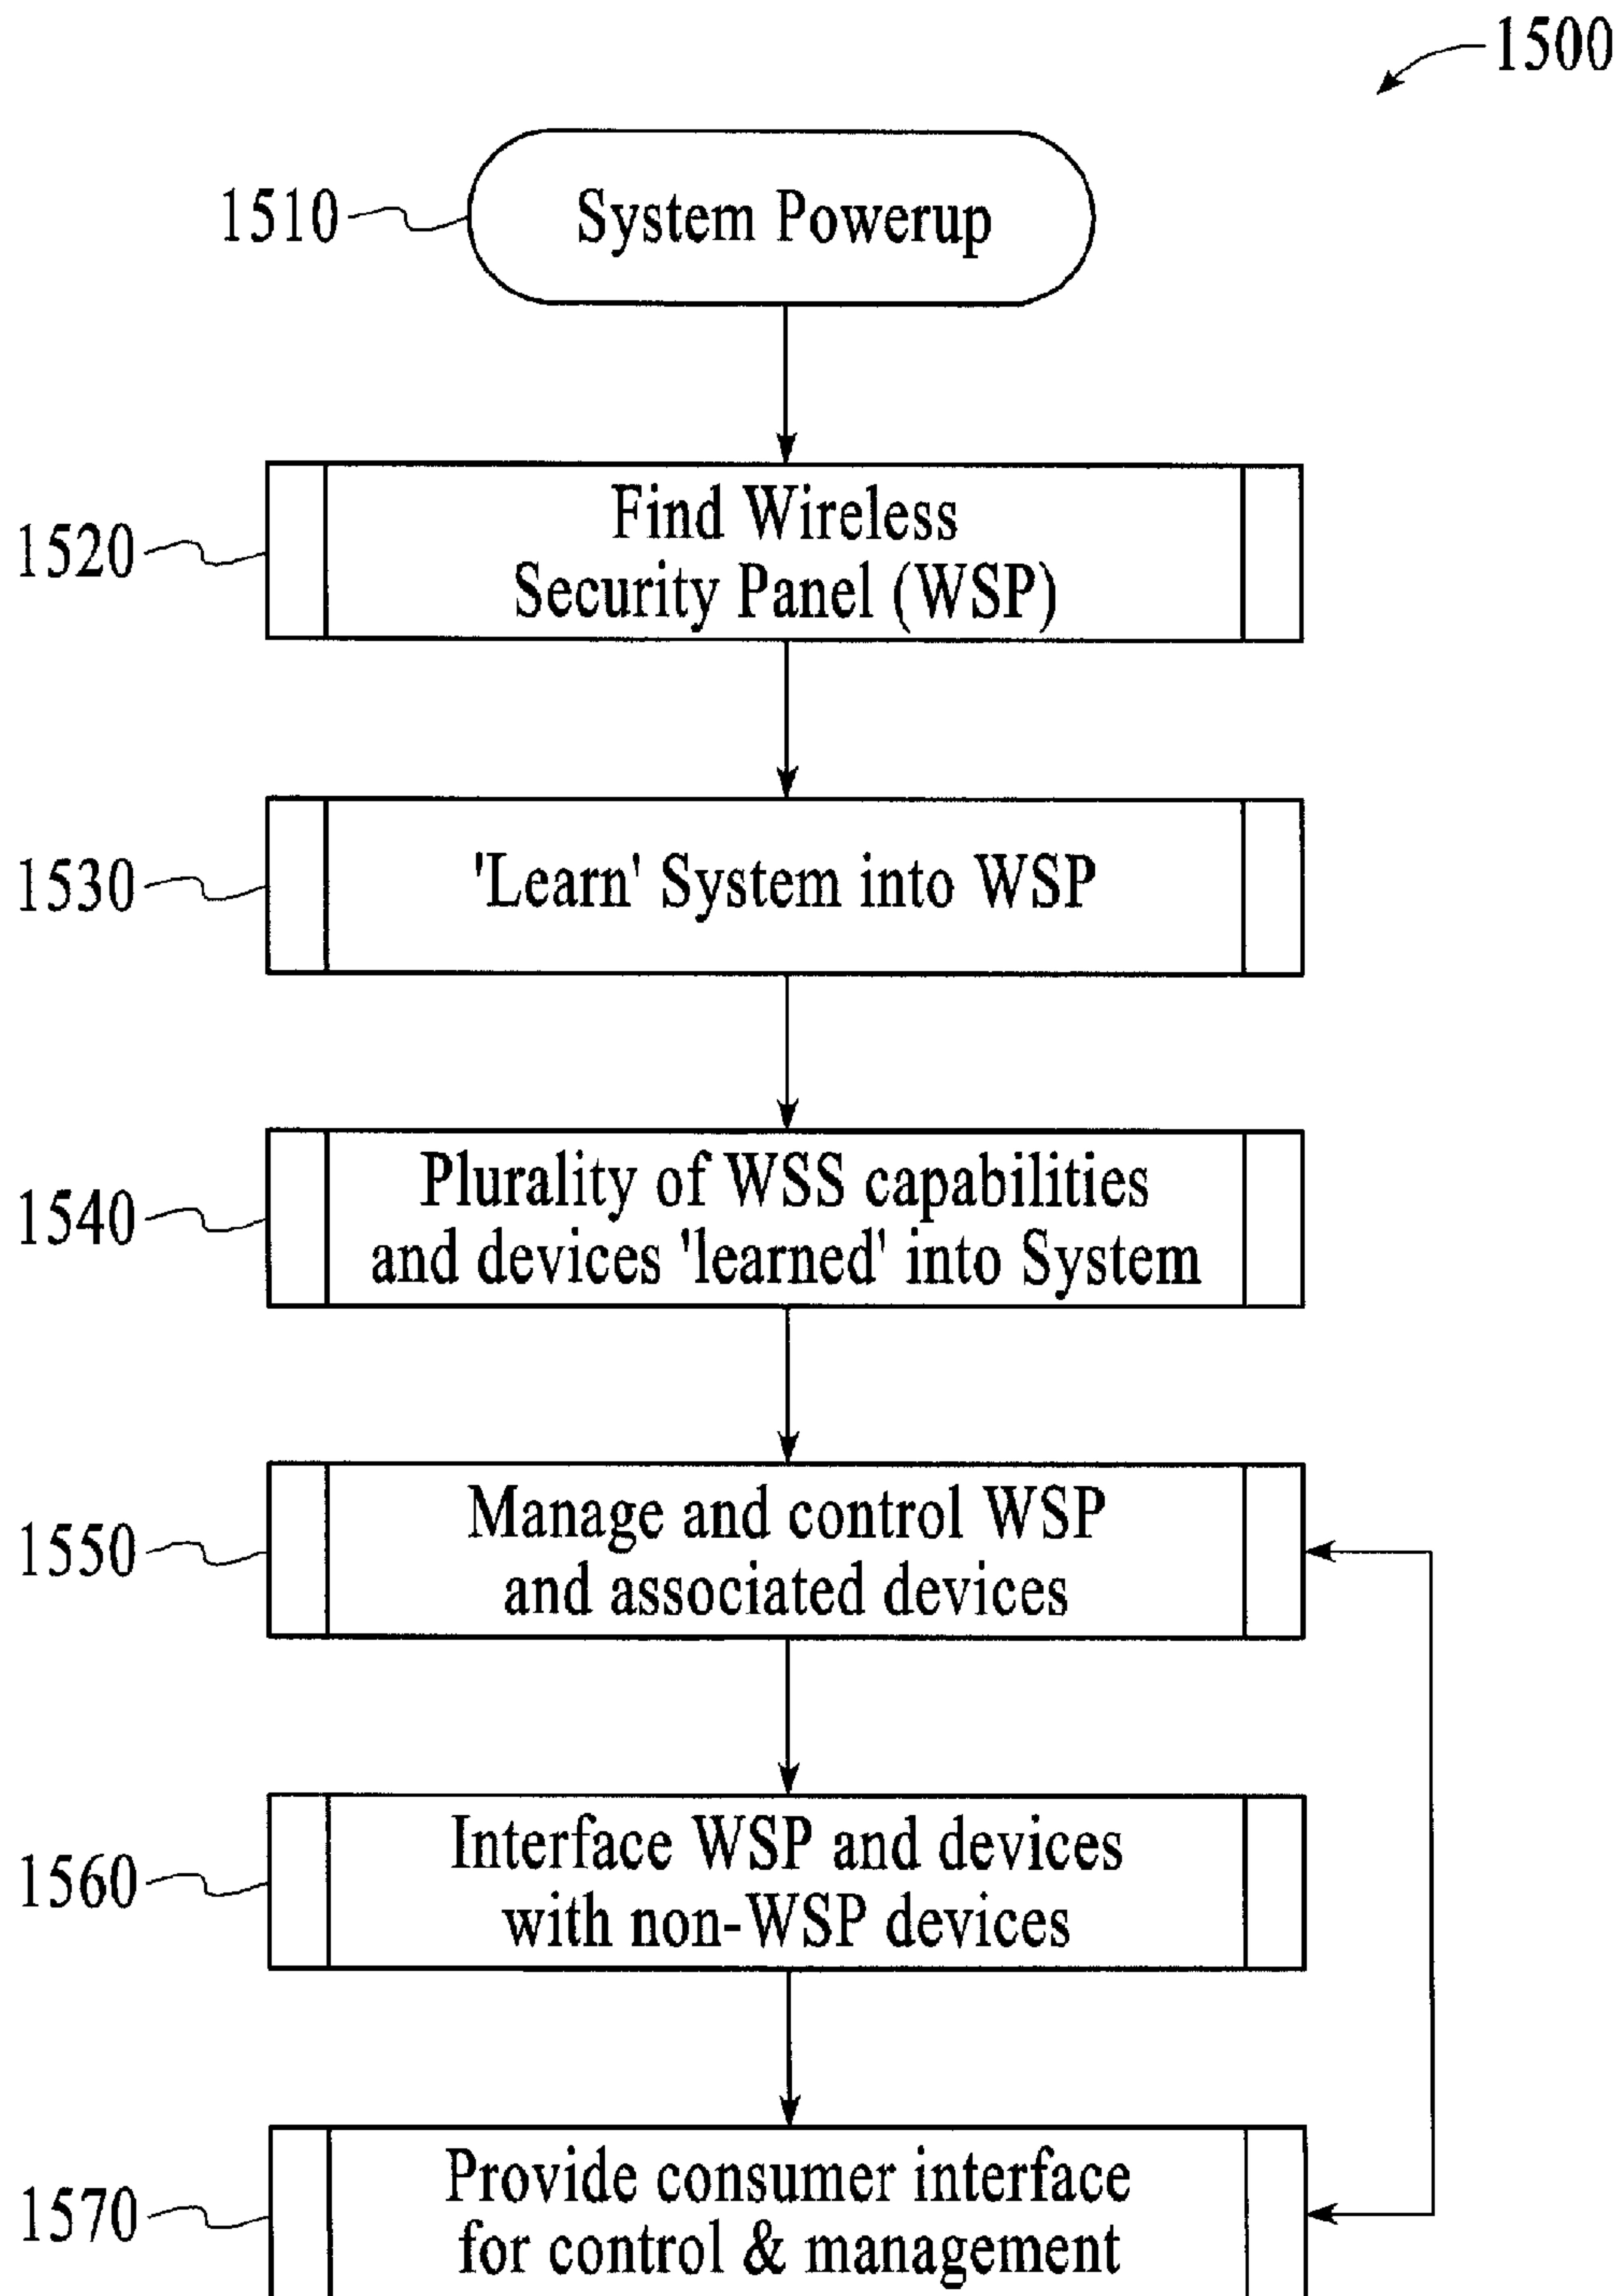 1500
1510
System Powerup
1520
Find Wireless
Security Panel (WSP)
1530
'Learn' System into WSP
1540
Plurality of WSS capabilities
and devices 'learned' into System
1550
Manage and control WSP
and associated devices
1560
Interface WSP and devices
with non-WSP devices
1570
Provide consumer interface
for control & management